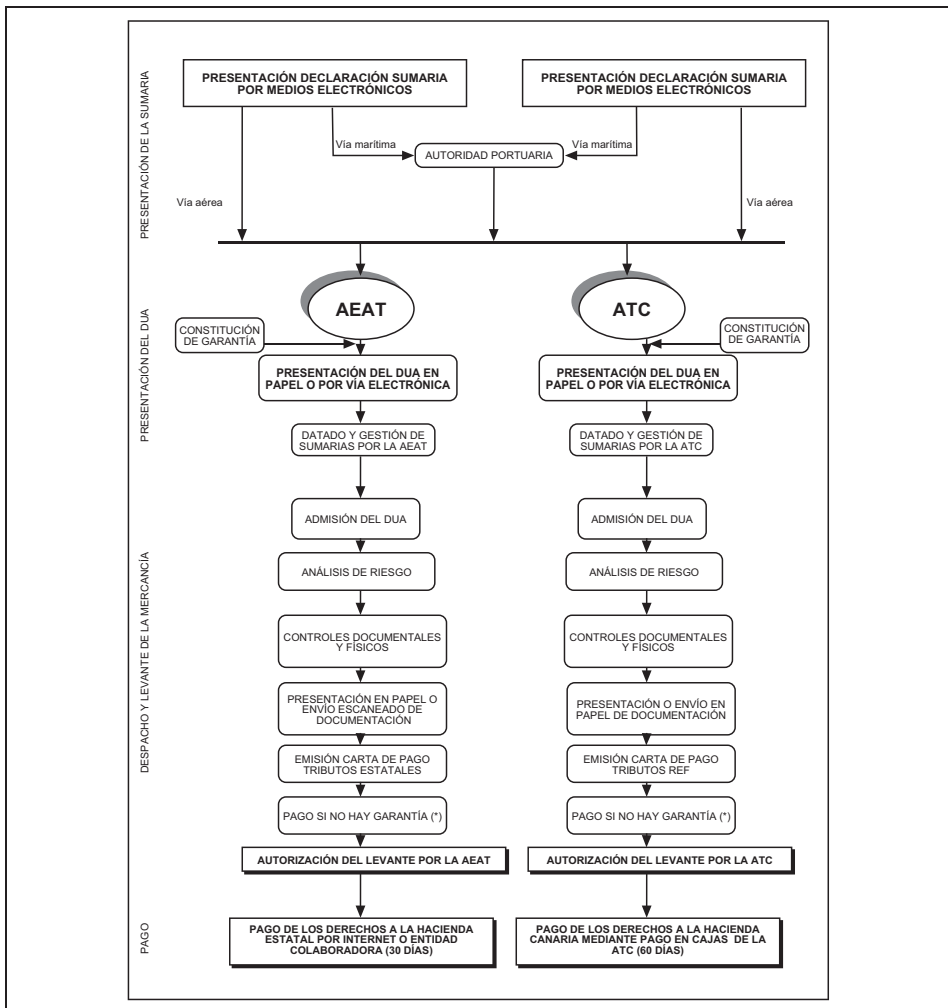 PRESENTACIÓN DE LA SUMARIA
PRESENTACIÓN DECLARACIÓN SUMARIA
POR MEDIOS ELECTRÓNICOS
PRESENTACIÓN DECLARACIÓN SUMARIA
POR MEDIOS ELECTRÓNICOS
Vía marítima
Vía marítima
AUTORIDAD PORTUARIA
Vía aérea
Vía aérea
PRESENTACIÓN DEL DUA
AEAT
ATC
CONSTITUCIÓN
DE GARANTÍA
CONSTITUCIÓN
DE GARANTÍA
PRESENTACIÓN DEL DUA EN
PAPEL O POR VÍA ELECTRÓNICA
PRESENTACIÓN DEL DUA EN
PAPEL O POR VÍA ELECTRÓNICA
DATADO Y GESTIÓN DE
SUMARIAS POR LA AEAT
DATADO Y GESTIÓN DE
SUMARIAS POR LA ATC
DESPACHO Y LEVANTE DE LA MERCANCÍA
ADMISIÓN DEL DUA
ADMISIÓN DEL DUA
ANÁLISIS DE RIESGO
ANÁLISIS DE RIESGO
CONTROLES DOCUMENTALES
Y FÍSICOS
CONTROLES DOCUMENTALES
Y FÍSICOS
PRESENTACIÓN EN PAPEL O
ENVÍO ESCANEADO DE
DOCUMENTACIÓN
PRESENTACIÓN O ENVÍO EN
PAPEL DE DOCUMENTACIÓN
EMISIÓN CARTA DE PAGO
TRIBUTOS ESTATALES
EMISIÓN CARTA DE PAGO
TRIBUTOS REF
PAGO SI NO HAY GARANTÍA (*)
PAGO SI NO HAY GARANTÍA (*)
AUTORIZACIÓN DEL LEVANTE POR LA AEAT
AUTORIZACIÓN DEL LEVANTE POR LA ATC
PAGO
PAGO DE LOS DERECHOS A LA HACIENDA
ESTATAL POR INTERNET O ENTIDAD
COLABORADORA (30 DÍAS)
PAGO DE LOS DERECHOS A LA HACIENDA
CANARIA MEDIANTE PAGO EN CAJAS DE LA
ATC (60 DÍAS)